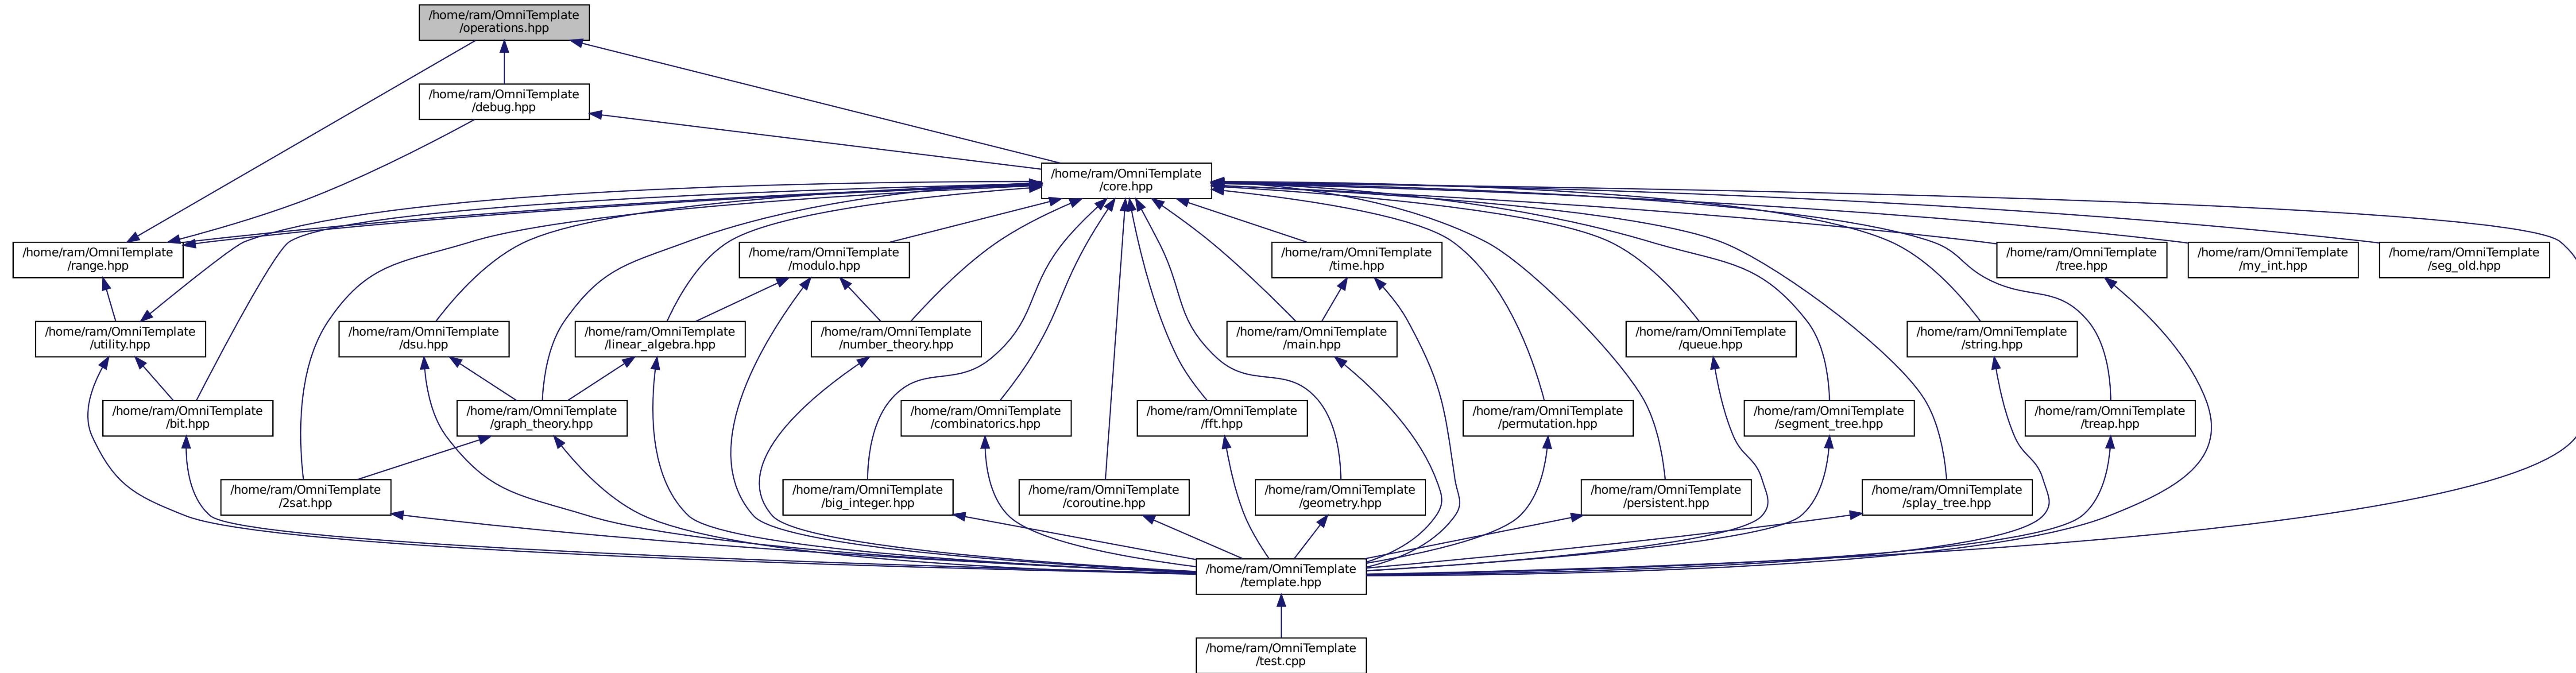 /home/ram/OmniTemplate
/operations.hpp
/home/ram/OmniTemplate
/debug.hpp
/home/ram/OmniTemplate
/core.hpp
/home/ram/OmniTemplate
/range.hpp
/home/ram/OmniTemplate
/modulo.hpp
/home/ram/OmniTemplate
/time.hpp
/home/ram/OmniTemplate
/tree.hpp
/home/ram/OmniTemplate
/my_int.hpp
/home/ram/OmniTemplate
/seg_old.hpp
/home/ram/OmniTemplate
/utility.hpp
/home/ram/OmniTemplate
/dsu.hpp
/home/ram/OmniTemplate
/linear_algebra.hpp
/home/ram/OmniTemplate
/number_theory.hpp
/home/ram/OmniTemplate
/main.hpp
/home/ram/OmniTemplate
/queue.hpp
/home/ram/OmniTemplate
/string.hpp
/home/ram/OmniTemplate
/bit.hpp
/home/ram/OmniTemplate
/graph_theory.hpp
/home/ram/OmniTemplate
/combinatorics.hpp
/home/ram/OmniTemplate
/fft.hpp
/home/ram/OmniTemplate
/permutation.hpp
/home/ram/OmniTemplate
/segment_tree.hpp
/home/ram/OmniTemplate
/treap.hpp
/home/ram/OmniTemplate
/2sat.hpp
/home/ram/OmniTemplate
/big_integer.hpp
/home/ram/OmniTemplate
/coroutine.hpp
/home/ram/OmniTemplate
/geometry.hpp
/home/ram/OmniTemplate
/persistent.hpp
/home/ram/OmniTemplate
/splay_tree.hpp
/home/ram/OmniTemplate
/template.hpp
/home/ram/OmniTemplate
/test.cpp